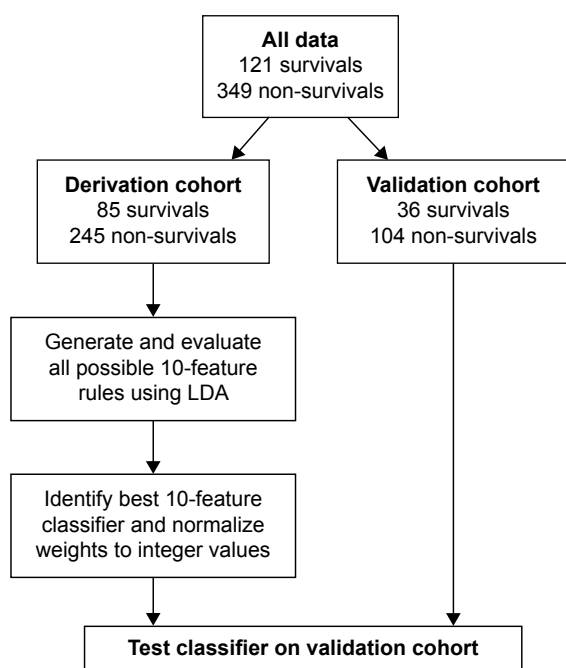 All data
121 survivals
349 non-survivals
Derivation cohort
85 survivals
245 non-survivals
Validation cohort
36 survivals
104 non-survivals
Generate and evaluate
all possible 10-feature
rules using LDA
Identify best 10-feature
classifier and normalize
weights to integer values
Test classifier on validation cohort